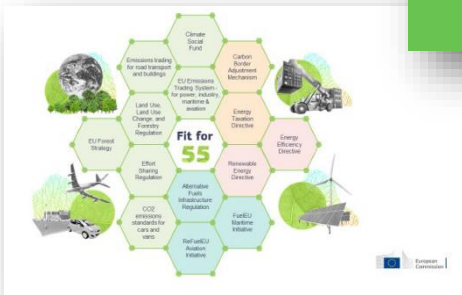 Climate
Social
Fund
Emissions trading
for road transport
and buildings
Carbon
Border
Adjustment
Mechanism
EU Emissions
Trading System -
for power, industry,
maritime &
aviation
Land Use,
Land Use
Change, and
Forestry
Regulation
Energy
Taxation
Directive
Fit for
55
EU Forest
Strategy
Energy
Efficiency
Directive
Effort
Sharing
Regulation
Renewable
Energy
Directive
Alternative
Fuels
Infrastructure
Regulation
CO2
emissions
standards for
cars and
vans
FuelEU
Maritime
Initiative
ReFuelEU
Aviation
Initiative
European
Commission